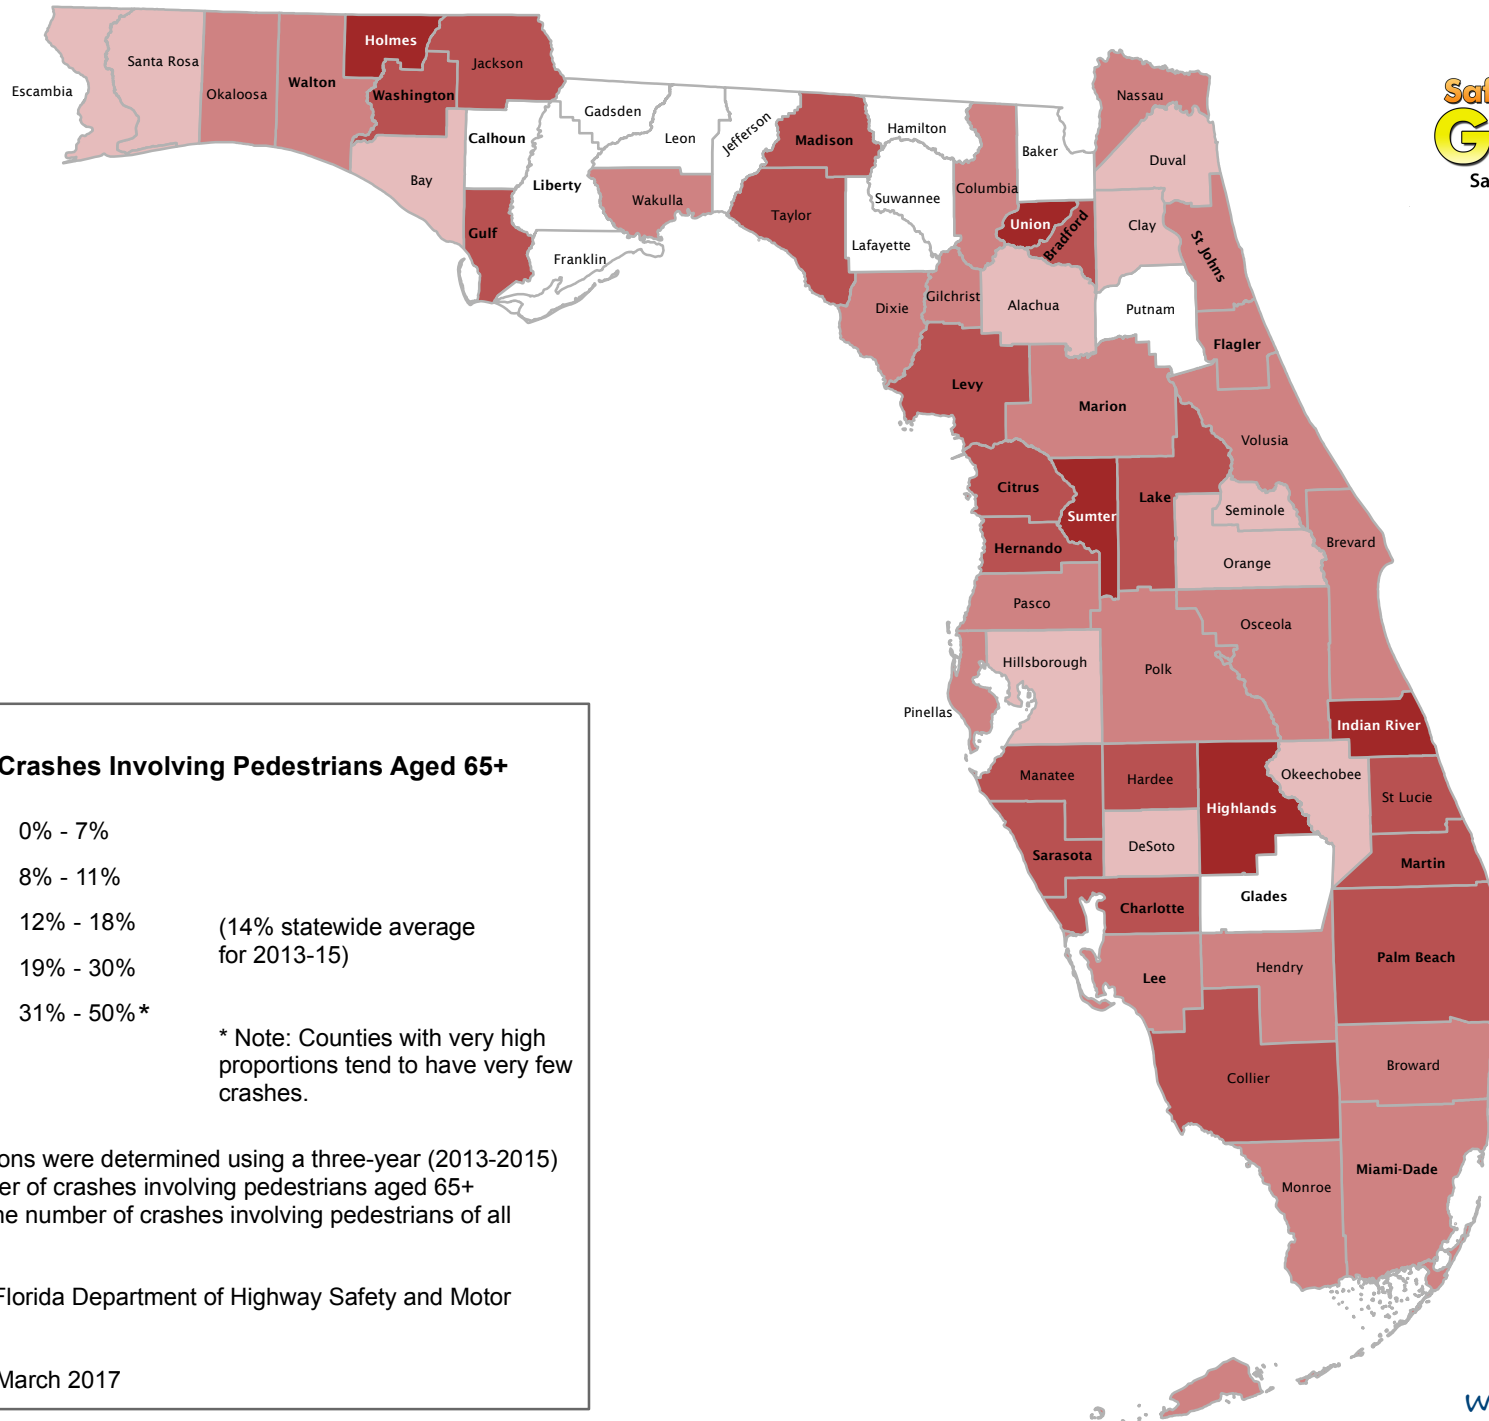 Holmes
Jackson
Santa Rosa
Walton
Escambia
Okaloosa
Washington
Nassau
Saf
G
Sa
Gadsden
Calhoun
Leon
Jefferson
Madison
Hamilton
Baker
Duval
Bay
Liberty
Wakulla
Columbia
Suwannee
Taylor
Union
Bradford
Clay
Gulf
Lafayette
St Johns
Franklin
Gilchrist
Dixie
Alachua
Putnam
Flagler
Levy
Marion
Volusia
Citrus
Lake
Sumter
Seminole
Hernando
Brevard
Orange
Pasco
Osceola
Hillsborough
Polk
Pinellas
Indian River
Manatee
Hardee
Okeechobee
St Lucie
Highlands
DeSoto
Sarasota
Martin
Glades
Charlotte
Palm Beach
Lee
Hendry
Collier
Broward
Miami-Dade
Monroe
Crashes Involving Pedestrians Aged 65+
0% - 7%
8% - 11%
12% - 18%
(14% statewide average
for 2013-15)
19% - 30%
31% - 50%*
* Note: Counties with very high
proportions tend to have very few
crashes.
ons were determined using a three-year (2013-2015)
er of crashes involving pedestrians aged 65+
he number of crashes involving pedestrians of all
Florida Department of Highway Safety and Motor
March 2017
w